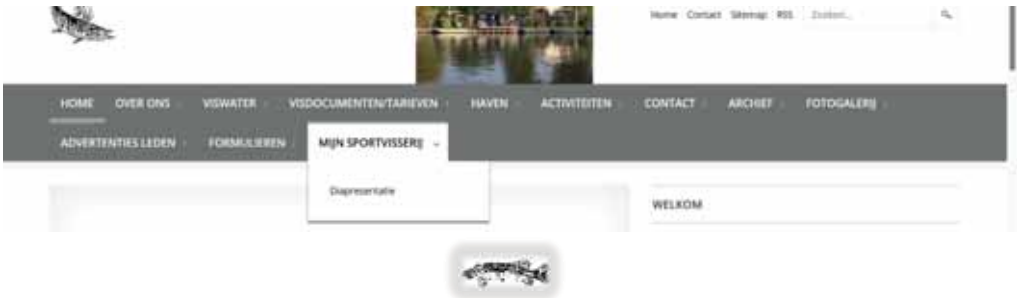 Home Contact Sitemap RSS Zoeken...
HOME OVER ONS VISWATER VISDOCUMENTEN/TARIEVEN HAVEN ACTIVITEITEN CONTACT ARCHIEF FOTOGALERIJ
ADVERTENTIES LEDEN FORMULIEREN MIJN SPORTVISSERIJ
Diapresentatie
WELKOM